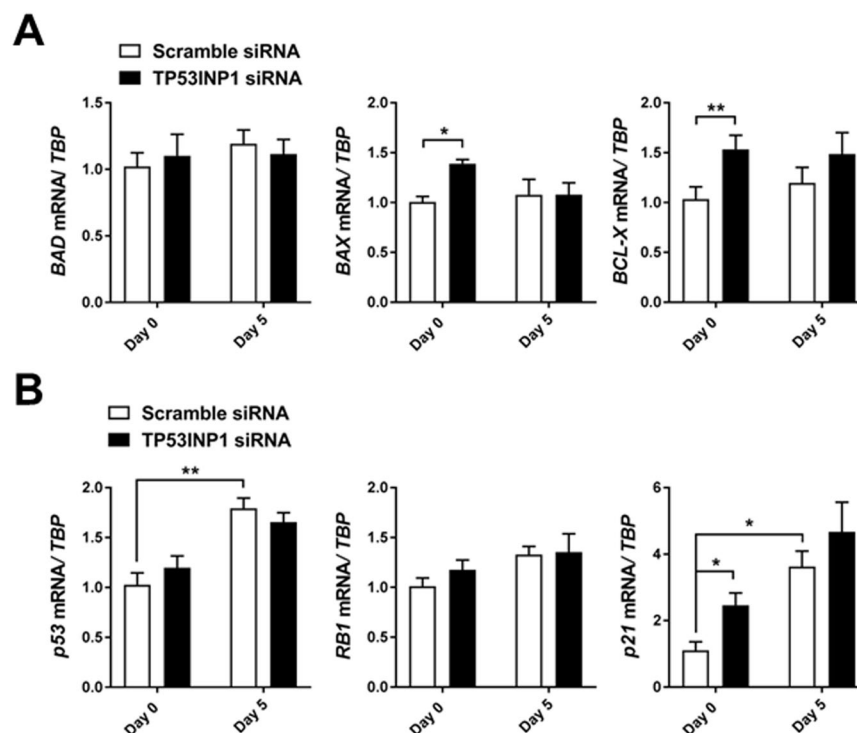 A
Scramble siRNA
TP53INP1 siRNA
BAD mRNA/ TBP
1.5
1.0
0.5
0.0
Day 0
Day 5
BAX mRNA/ TBP
2.0
1.5
1.0
0.5
0.0
*
Day 0
Day 5
BCL-X mRNA/ TBP
2.0
1.5
1.0
0.5
0.0
**
Day 0
Day 5
B
Scramble siRNA
TP53INP1 siRNA
p53 mRNA/ TBP
2.0
1.5
1.0
0.5
0.0
**
Day 0
Day 5
RB1 mRNA/ TBP
2.0
1.5
1.0
0.5
0.0
Day 0
Day 5
p21 mRNA/ TBP
6
4
2
0
*
*
Day 0
Day 5